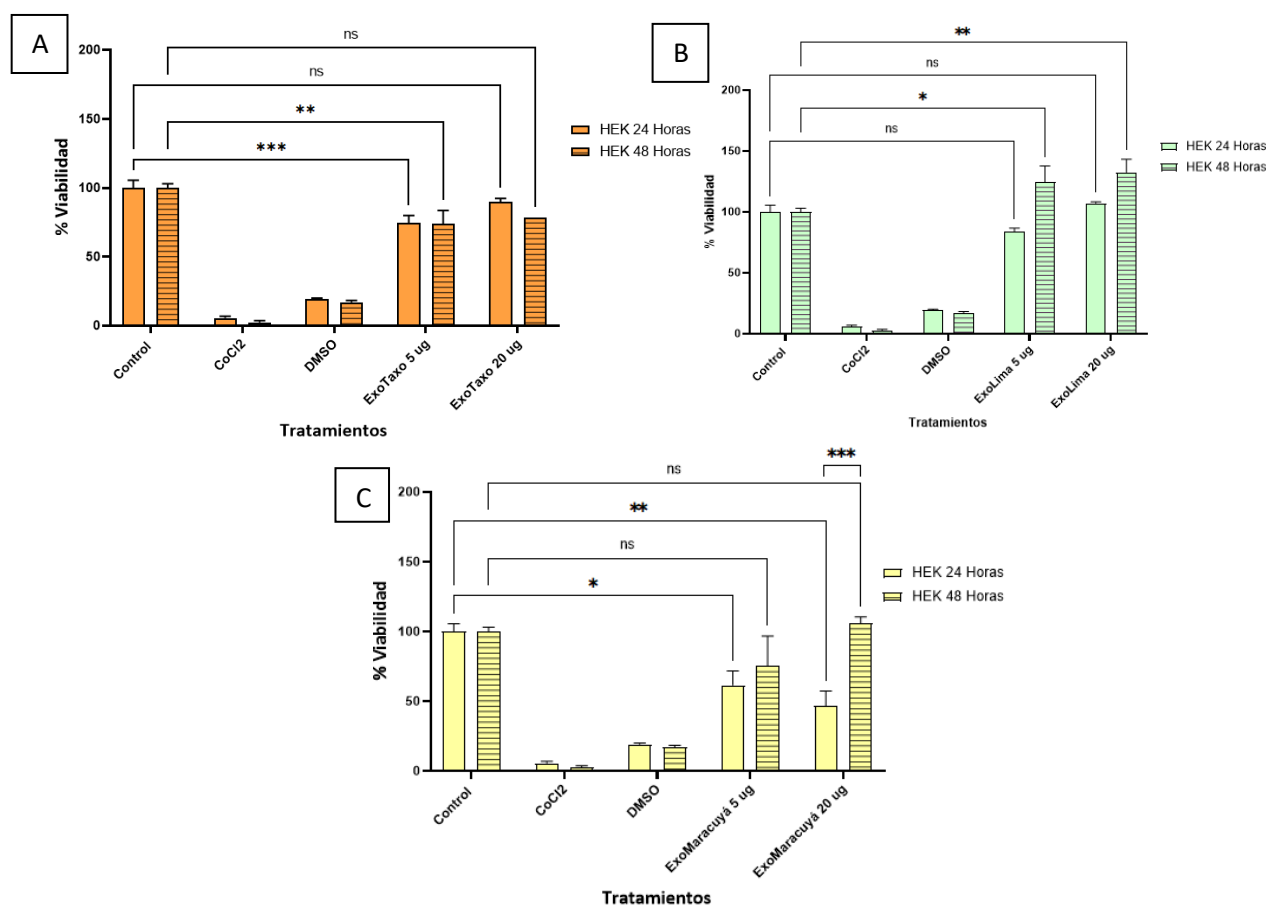 A
ns
ns
**
***
200
150
100
50
0
% Viabilidad
HEK 24 Horas
HEK 48 Horas
Control
CoCl2
DMSO
ExoTaxo 5 ug
ExoTaxo 20 ug
Tratamientos
B
**
ns
*
ns
200
150
100
50
0
% Viabilidad
HEK 24 Horas
HEK 48 Horas
Control
CoCl2
DMSO
ExoLima 5 ug
ExoLima 20 ug
Tratamientos
C
***
ns
**
ns
*
200
150
100
50
0
% Viabilidad
HEK 24 Horas
HEK 48 Horas
Control
CoCl2
DMSO
ExoMaracuyá 5 ug
ExoMaracuyá 20 ug
Tratamientos